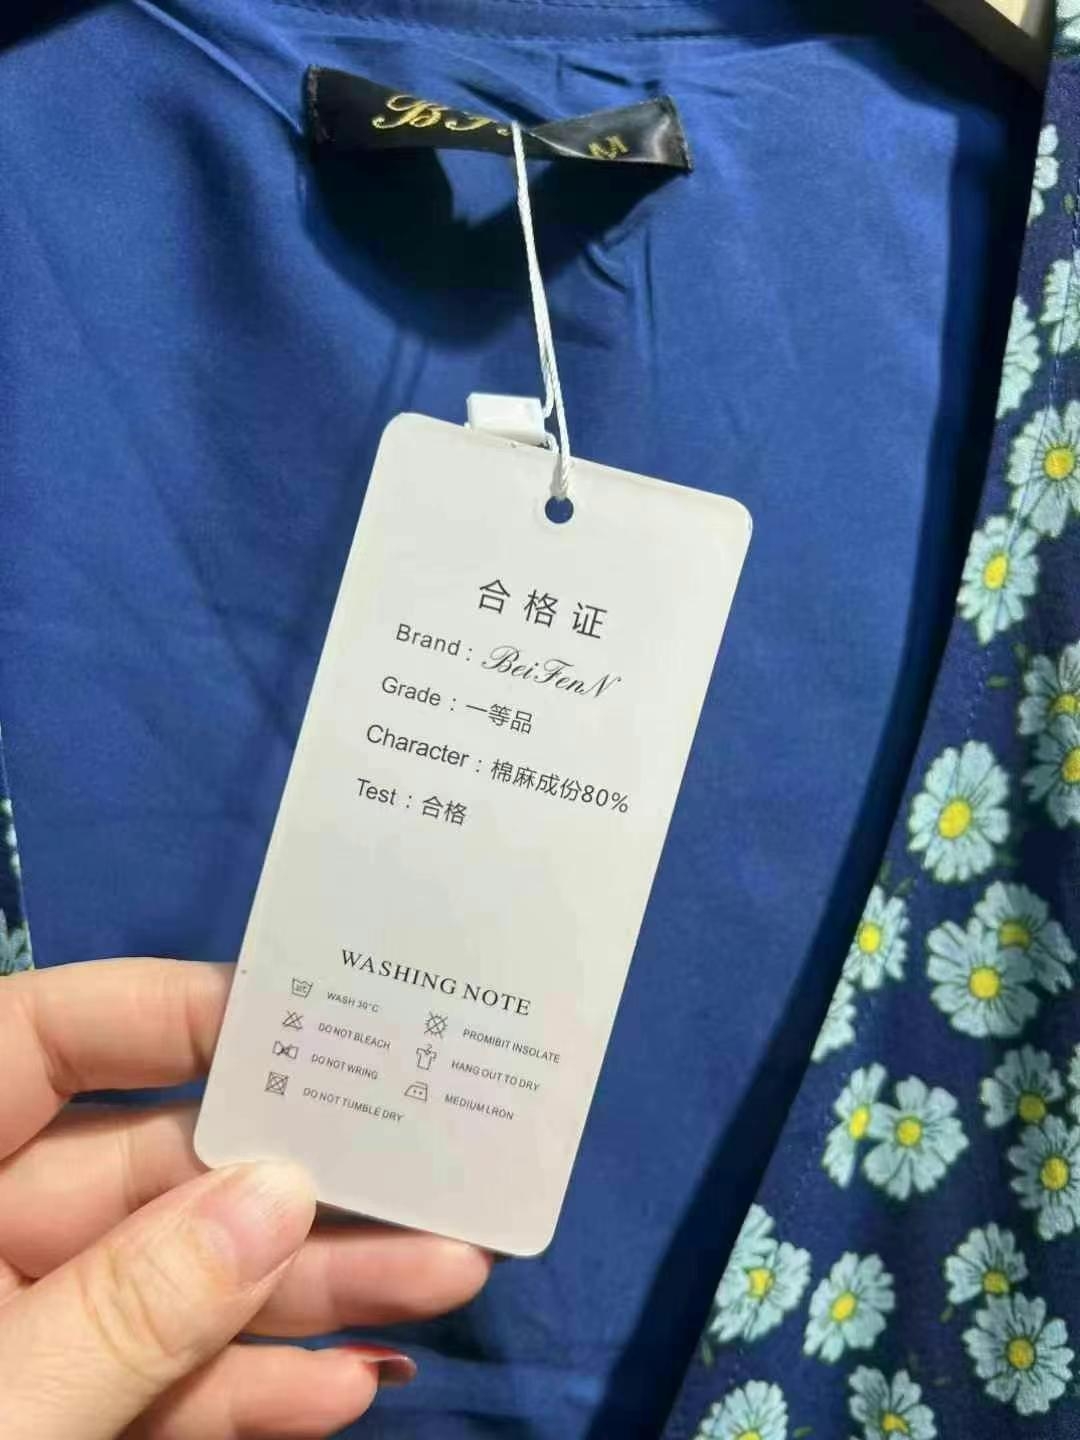 M
合格证
Brand : BeiFenN
Grade : 一等品
Character : 棉麻成份80%
Test : 合格
WASHING NOTE
WASH 30°C
DO NOT BLEACH
DO NOT WRING
DO NOT TUMBLE DRY
PROMIBIT INSOLATE
HANG OUT TO DRY
MEDIUM LRON